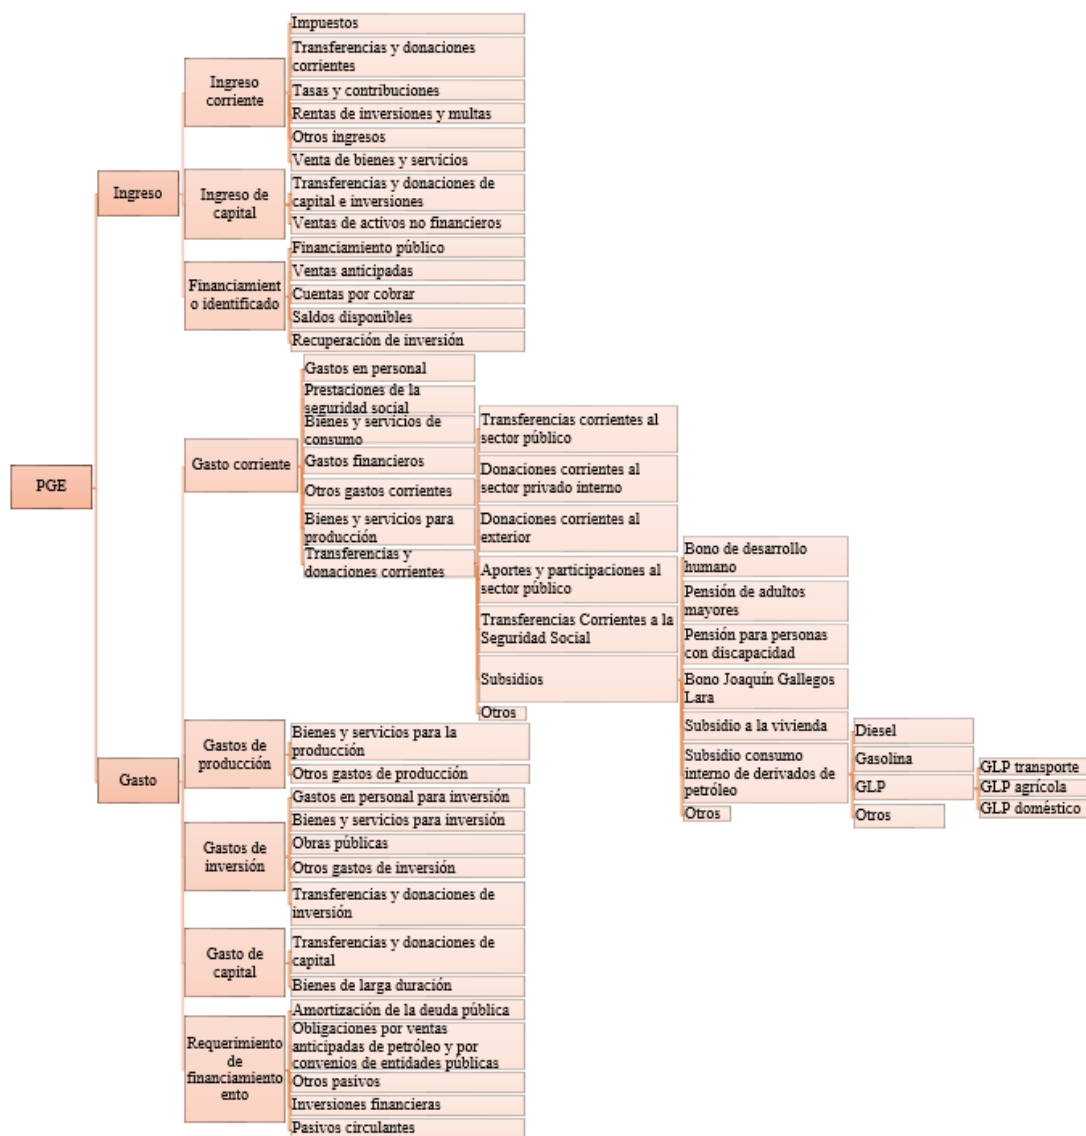 PGE
Ingreso
Ingreso
corriente
Impuestos
Transferencias y donaciones
corrientes
Tasas y contribuciones
Rentas de inversiones y multas
Otros ingresos
Venta de bienes y servicios
Ingreso de
capital
Transferencias y donaciones de
capital e inversiones
Ventas de activos no financieros
Financiamient
o identificado
Financiamiento público
Ventas anticipadas
Cuentas por cobrar
Saldos disponibles
Recuperación de inversión
Gasto
Gasto corriente
Gastos en personal
Prestaciones de la
seguridad social
Bienes y servicios de
consumo
Gastos financieros
Otros gastos corrientes
Bienes y servicios para
producción
Transferencias y
donaciones corrientes
Transferencias corrientes al
sector público
Donaciones corrientes al
sector privado interno
Donaciones corrientes al
exterior
Aportes y participaciones al
sector público
Transferencias Corrientes a la
Seguridad Social
Subsidios
Otros
Bono de desarrollo
humano
Pensión de adultos
mayores
Pensión para personas
con discapacidad
Bono Joaquín Gallegos
Lara
Subsidio a la vivienda
Subsidio consumo
interno de derivados de
petróleo
Otros
Diesel
Gasolina
GLP
Otros
GLP transporte
GLP agrícola
GLP doméstico
Gastos de
producción
Bienes y servicios para la
producción
Otros gastos de producción
Gastos de
inversión
Gastos en personal para inversión
Bienes y servicios para inversión
Obras públicas
Otros gastos de inversión
Transferencias y donaciones de
inversión
Gasto de
capital
Transferencias y donaciones de
capital
Bienes de larga duración
Requerimiento
de
financiamiento
ento
Amortización de la deuda pública
Obligaciones por ventas
anticipadas de petróleo y por
convenios de entidades públicas
Otros pasivos
Inversiones financieras
Pasivos circulantes